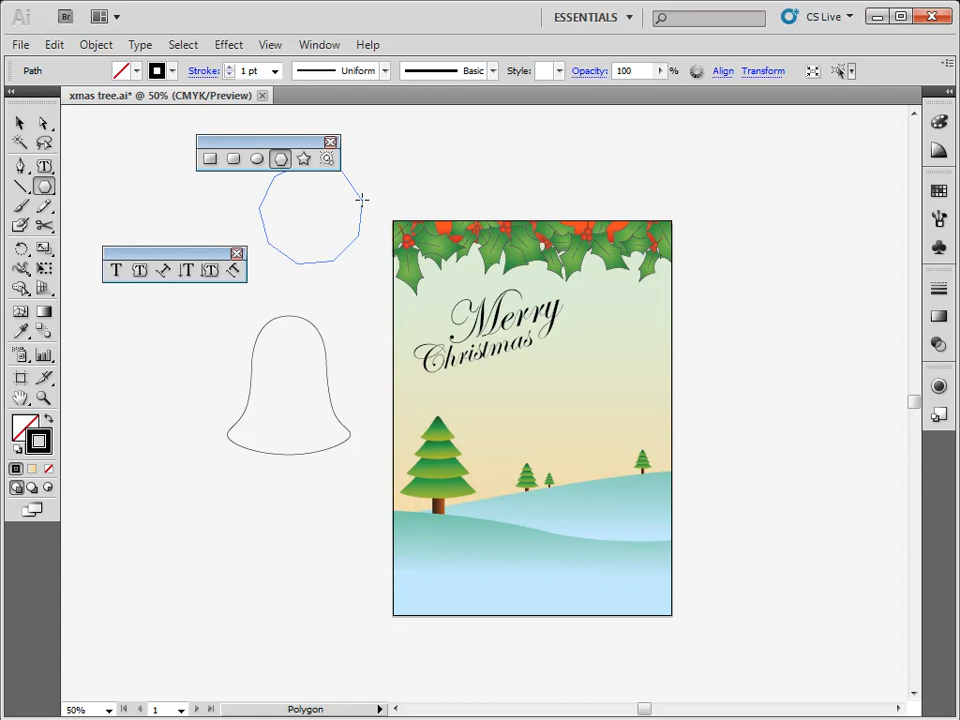 Ai Br ESSENTIALS CS Live
File Edit Object Type Select Effect View Window Help
Path Stroke: 1 pt Uniform Basic Style: Opacity: 100 % Align Transform
xmas tree.ai* @ 50% (CMYK/Preview)
Merry
Christmas
50% 1 Polygon